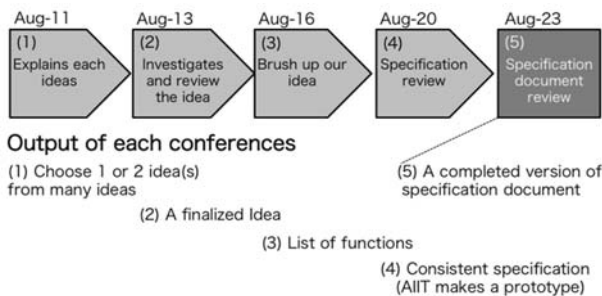 Aug-11
Aug-13
Aug-16
Aug-20
Aug-23
(1)
Explains each
ideas
(2)
Investigates
and review
the idea
(3)
Brush up our
idea
(4)
Specification
review
(5)
Specification
document
review
Output of each conferences
(1) Choose 1 or 2 idea(s)
from many ideas
(5) A completed version of
specification document
(2) A finalized Idea
(3) List of functions
(4) Consistent specification
(AIIT makes a prototype)